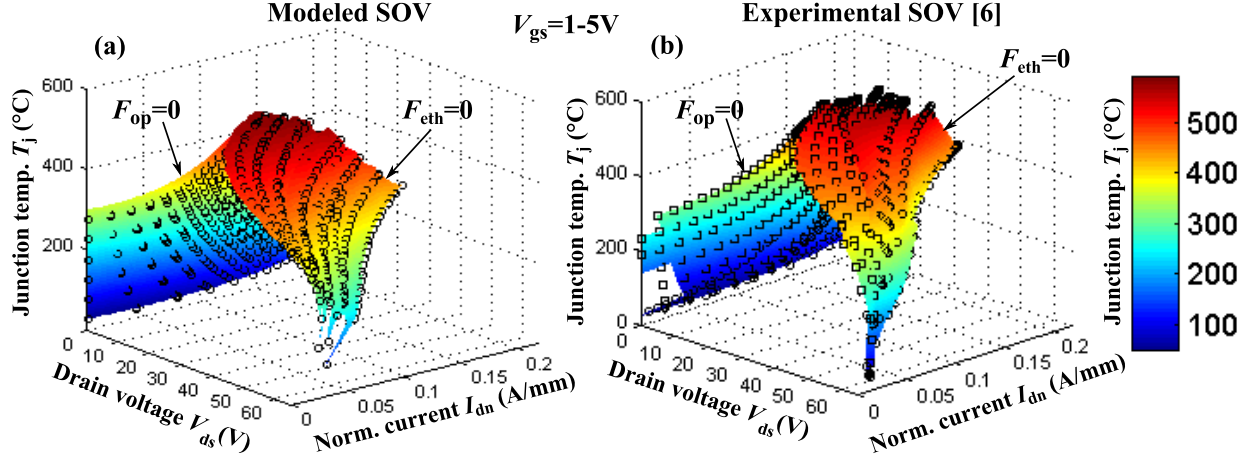 Modeled SOV
V_gs=1-5V
Experimental SOV [6]
(a)
F_op=0
F_eth=0
Junction temp. T_j (°C)
600
400
200
0
0
10
20
30
40
50
60
Drain voltage V_ds (V)
0
0.05
0.1
0.15
0.2
Norm. current I_dn (A/mm)
(b)
F_op=0
F_eth=0
Junction temp. T_j (°C)
600
400
200
0
0
10
20
30
40
50
60
Drain voltage V_ds (V)
0
0.05
0.1
0.15
0.2
Norm. current I_dn (A/mm)
Junction temp. T_j (°C)
500
400
300
200
100